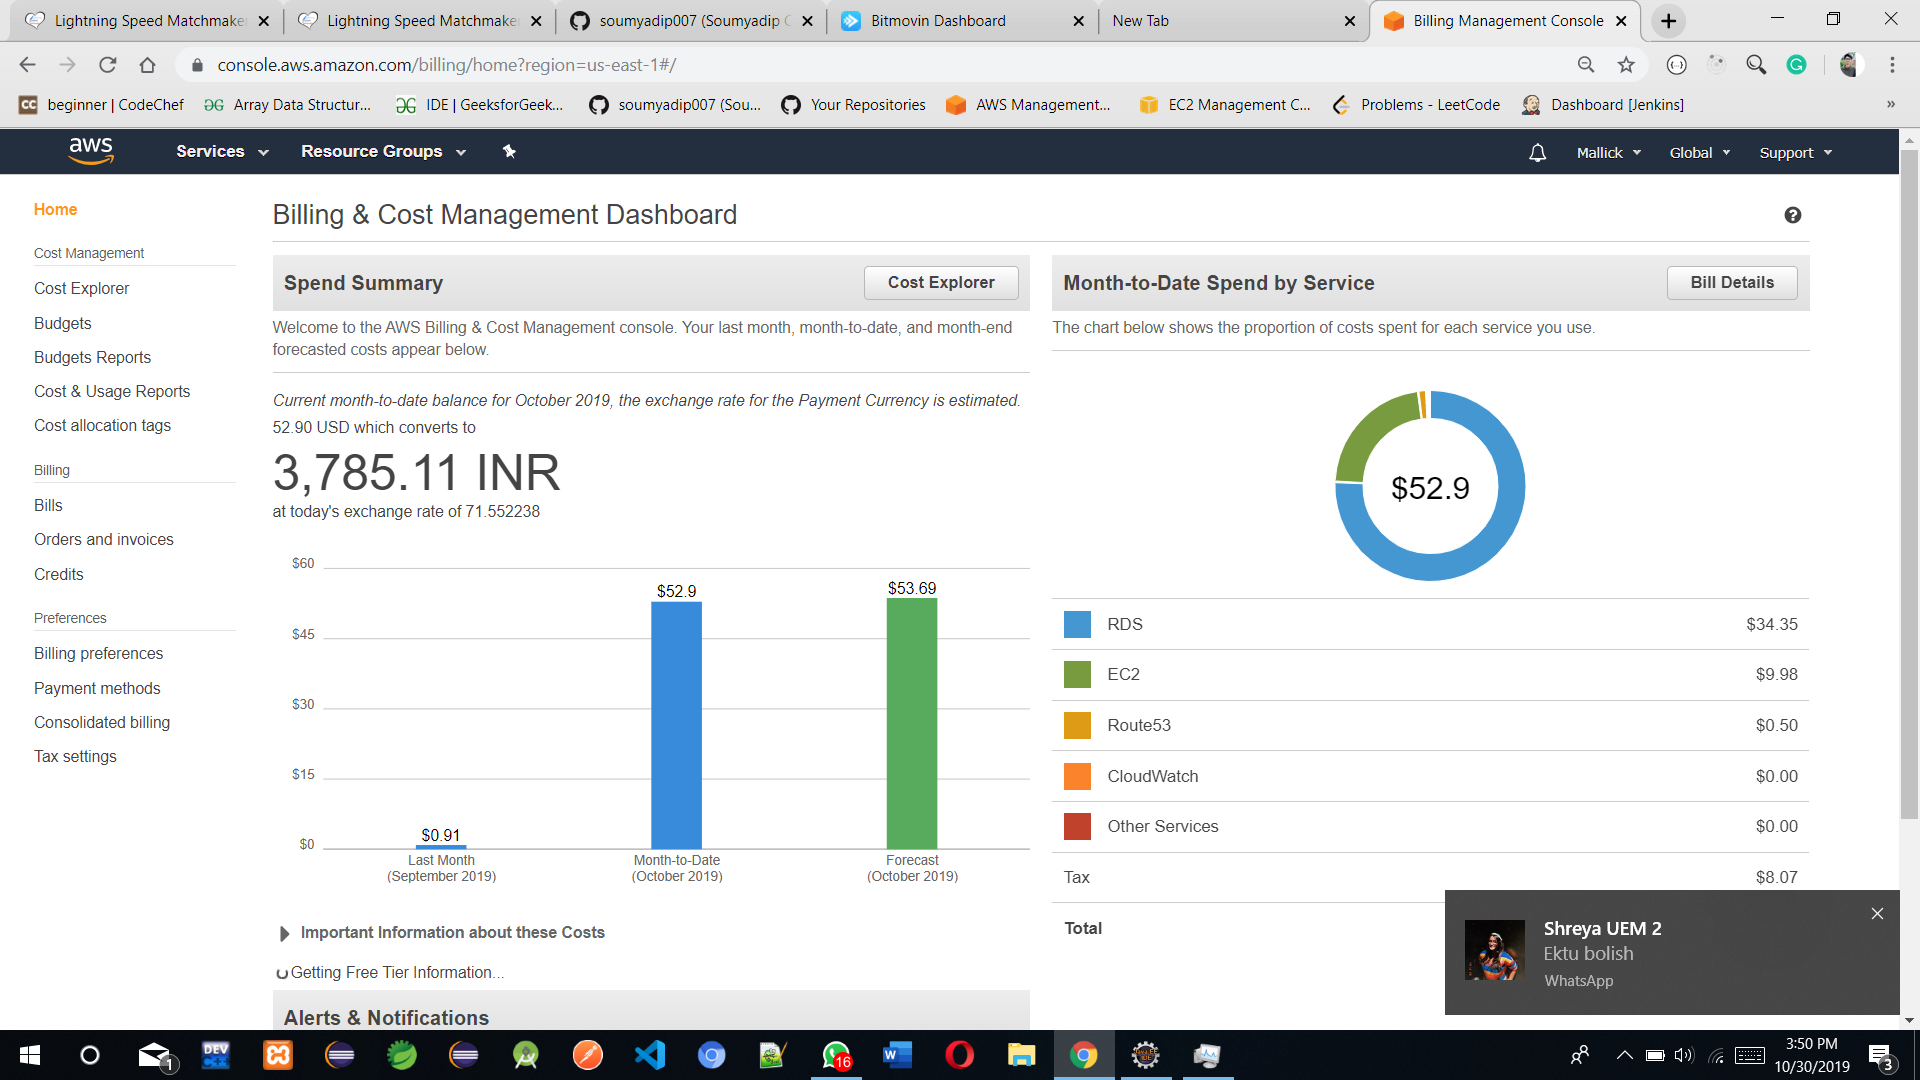 Lightning Speed Matchmake
Lightning Speed Matchmake
soumyadip007 (Soumyadip
Bitmovin Dashboard
New Tab
Billing Management Console
console.aws.amazon.com/billing/home?region=us-east-1#/
CC beginner | CodeChef
Array Data Structur...
IDE | GeeksforGeek...
soumyadip007 (Sou...
Your Repositories
AWS Management...
EC2 Management C...
Problems - LeetCode
Dashboard [Jenkins]
»
aws
Services
Resource Groups
Mallick
Global
Support
Home
Cost Management
Cost Explorer
Budgets
Budgets Reports
Cost & Usage Reports
Cost allocation tags
Billing
Bills
Orders and invoices
Credits
Preferences
Billing preferences
Payment methods
Consolidated billing
Tax settings
Billing & Cost Management Dashboard
Spend Summary
Cost Explorer
Welcome to the AWS Billing & Cost Management console. Your last month, month-to-date, and month-end
forecasted costs appear below.
Current month-to-date balance for October 2019, the exchange rate for the Payment Currency is estimated.
52.90 USD which converts to
3,785.11 INR
at today's exchange rate of 71.552238
$60
$45
$30
$15
$0
$0.91
$52.9
$53.69
Last Month
(September 2019)
Month-to-Date
(October 2019)
Forecast
(October 2019)
Important Information about these Costs
Getting Free Tier Information...
Alerts & Notifications
Month-to-Date Spend by Service
Bill Details
The chart below shows the proportion of costs spent for each service you use.
$52.9
RDS $34.35
EC2 $9.98
Route53 $0.50
CloudWatch $0.00
Other Services $0.00
Tax $8.07
Total
Shreya UEM 2
Ektu bolish
WhatsApp
1
DEV
C++
16
3:50 PM
10/30/2019
3